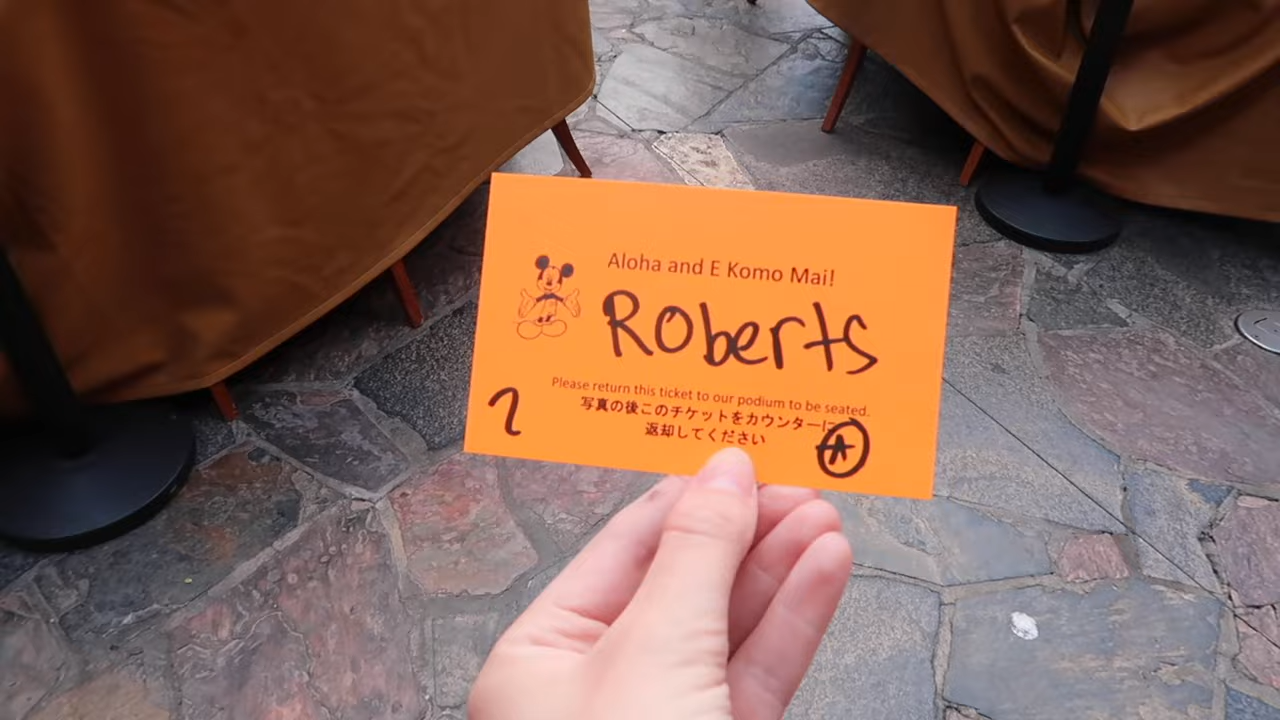 Aloha and E Komo Mai!
Roberts
Please return this ticket to our podium to be seated.
写真の後このチケットをカウンターに
返却してください
2
A